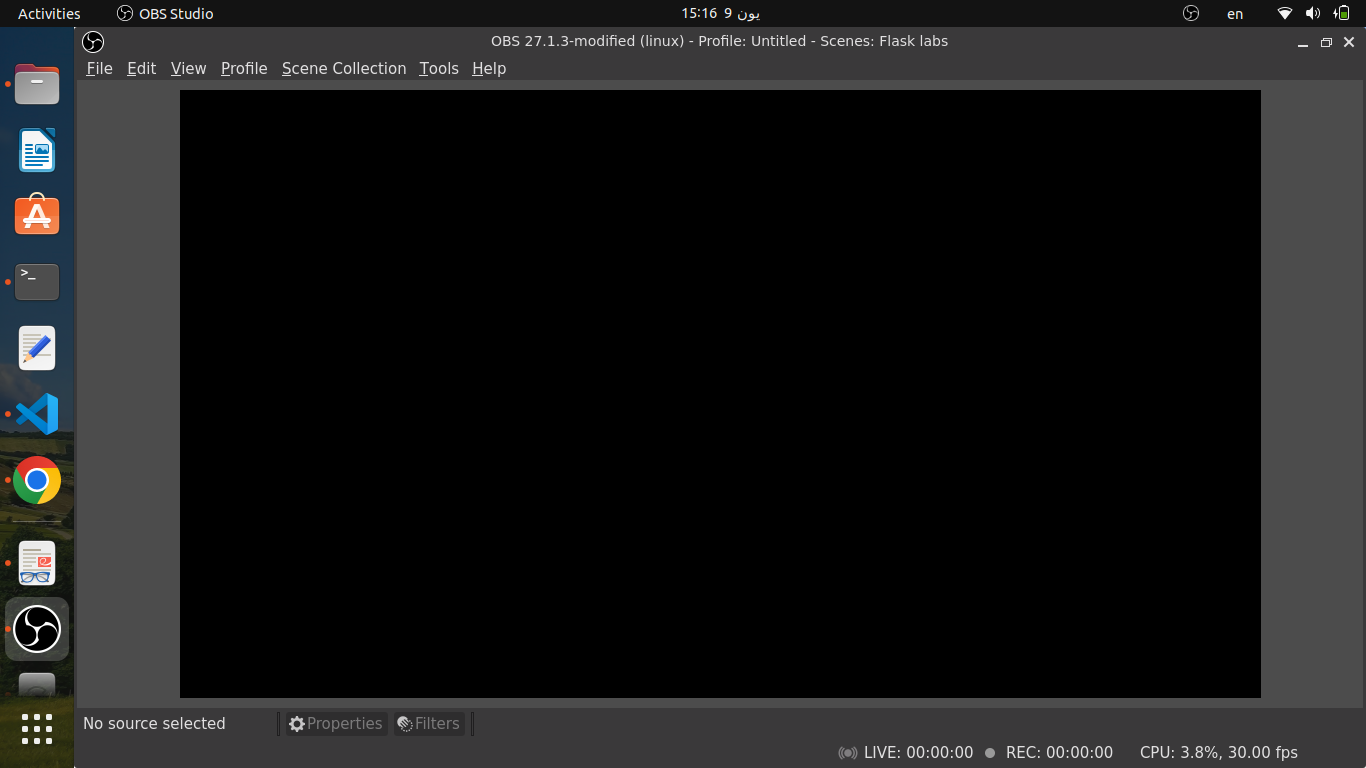 Activities OBS Studio 15:16 9 يون en
OBS 27.1.3-modified (linux) - Profile: Untitled - Scenes: Flask labs
File Edit View Profile Scene Collection Tools Help
>_
No source selected Properties Filters
LIVE: 00:00:00 REC: 00:00:00 CPU: 3.8%, 30.00 fps